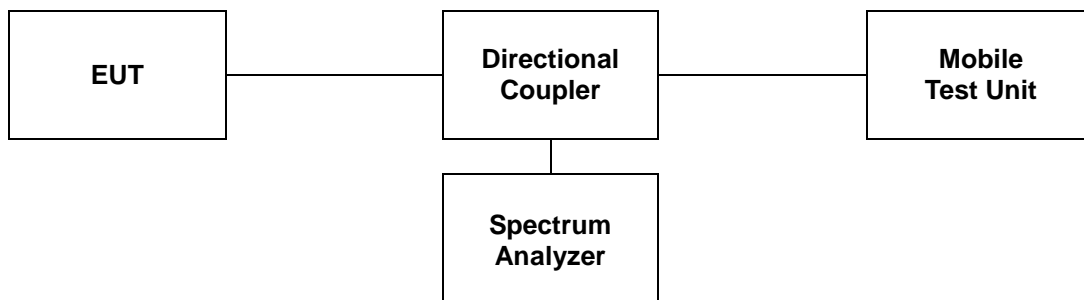 EUT
Directional
Coupler
Mobile
Test Unit
Spectrum
Analyzer